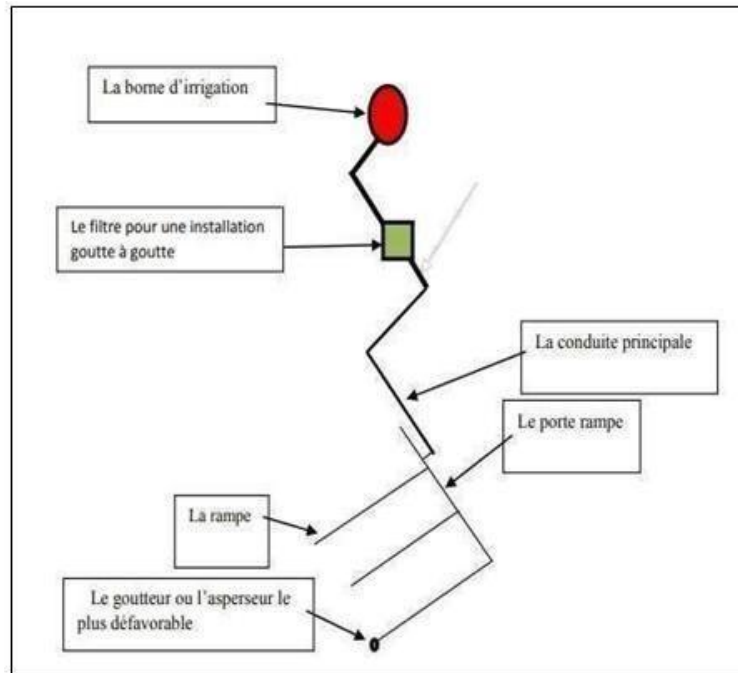 La borne d'irrigation
Le filtre pour une installation
goutte à goutte
La conduite principale
Le porte rampe
La rampe
Le goutteur ou l'asperseur le
plus défavorable